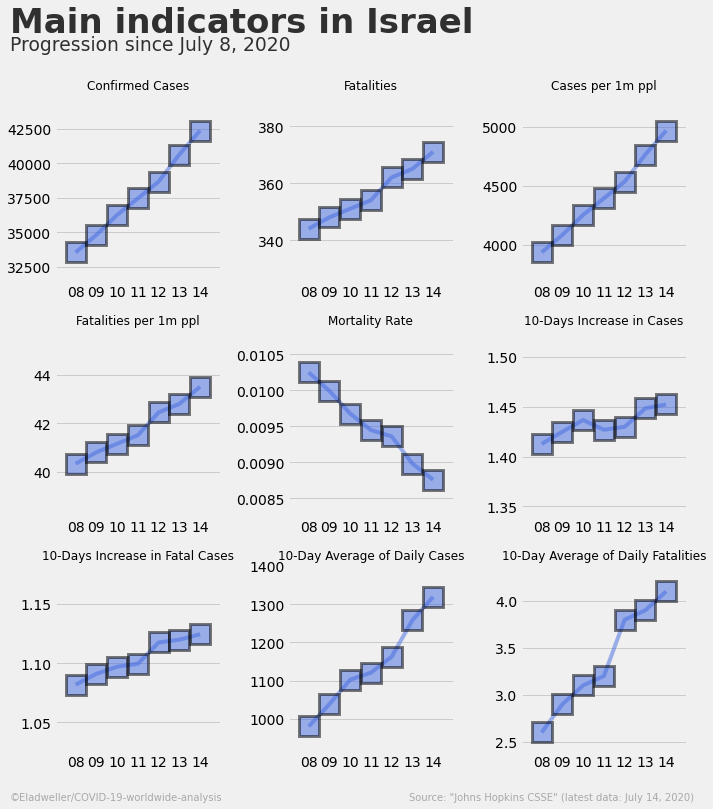 Main indicators in Israel
Progression since July 8, 2020
Confirmed Cases
42500
40000
37500
35000
32500
08 09 10 11 12 13 14
Fatalities
380
360
340
08 09 10 11 12 13 14
Cases per 1m ppl
5000
4500
4000
08 09 10 11 12 13 14
Fatalities per 1m ppl
44
42
40
08 09 10 11 12 13 14
Mortality Rate
0.0105
0.0100
0.0095
0.0090
0.0085
08 09 10 11 12 13 14
10-Days Increase in Cases
1.50
1.45
1.40
1.35
08 09 10 11 12 13 14
10-Days Increase in Fatal Cases
1.15
1.10
1.05
08 09 10 11 12 13 14
10-Day Average of Daily Cases
1400
1300
1200
1100
1000
08 09 10 11 12 13 14
10-Day Average of Daily Fatalities
4.0
3.5
3.0
2.5
08 09 10 11 12 13 14
©Eladweller/COVID-19-worldwide-analysis
Source: "Johns Hopkins CSSE" (latest data: July 14, 2020)